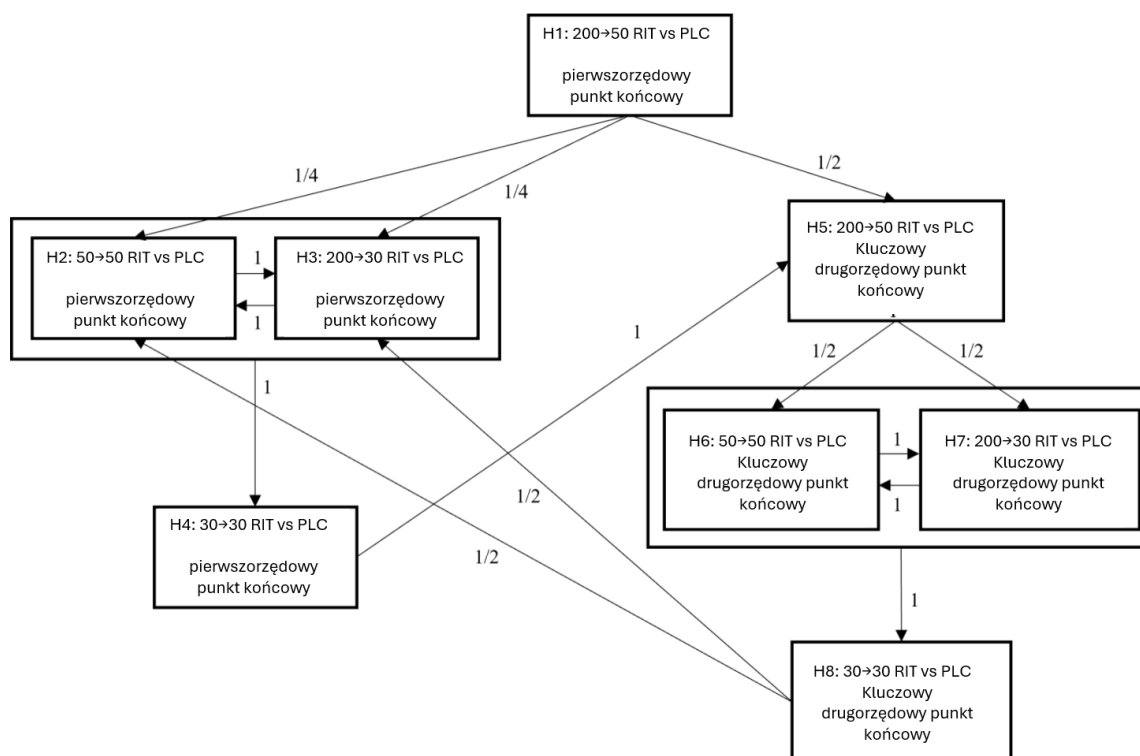 H1: 200→50 RIT vs PLC
pierwszorzędowy
punkt końcowy
1/4
1/4
1/2
H2: 50→50 RIT vs PLC
pierwszorzędowy
punkt końcowy
1
1
H3: 200→30 RIT vs PLC
pierwszorzędowy
punkt końcowy
H5: 200→50 RIT vs PLC
Kluczowy
drugorzędowy punkt
końcowy
1
1
1/2
1/2
H6: 50→50 RIT vs PLC
Kluczowy
drugorzędowy punkt
końcowy
1
1
H7: 200→30 RIT vs PLC
Kluczowy
drugorzędowy punkt
końcowy
H4: 30→30 RIT vs PLC
pierwszorzędowy
punkt końcowy
1/2
1/2
1
H8: 30→30 RIT vs PLC
Kluczowy
drugorzędowy punkt
końcowy